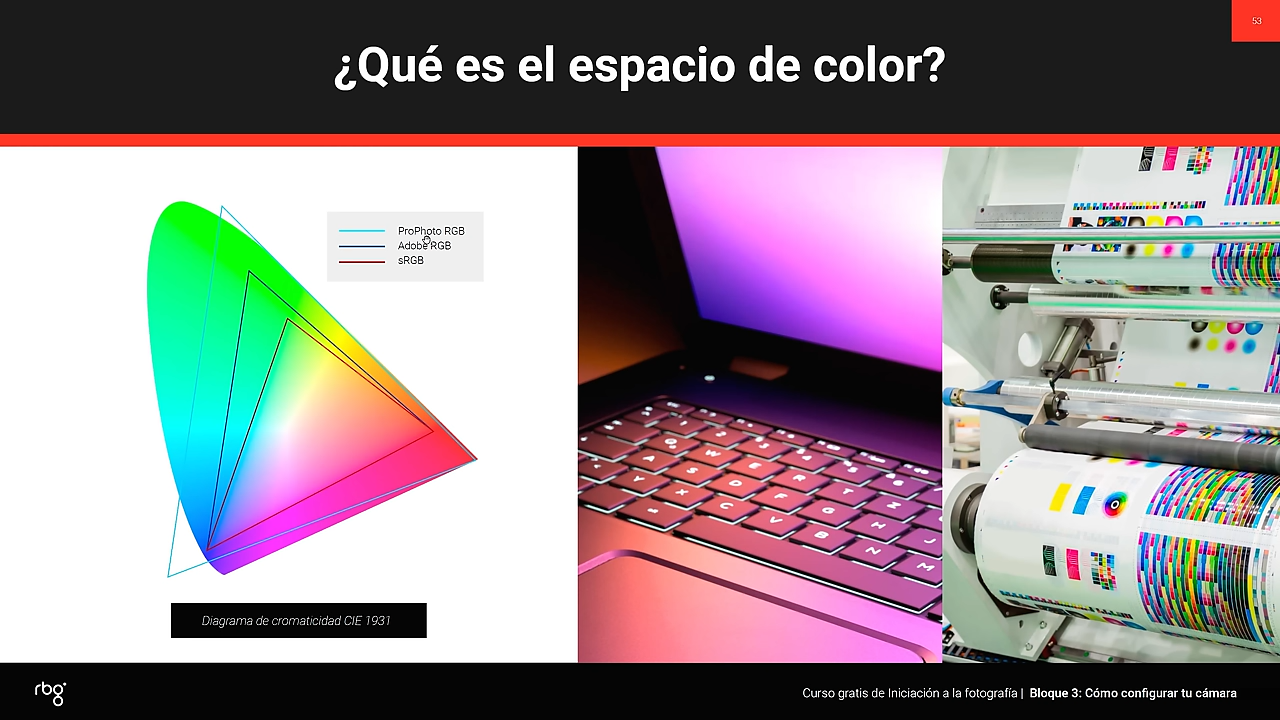 53
¿Qué es el espacio de color?
ProPhoto RGB
Adobe RGB
sRGB
Diagrama de cromaticidad CIE 1931
rbg
Curso gratis de Iniciación a la fotografía | Bloque 3: Cómo configurar tu cámara